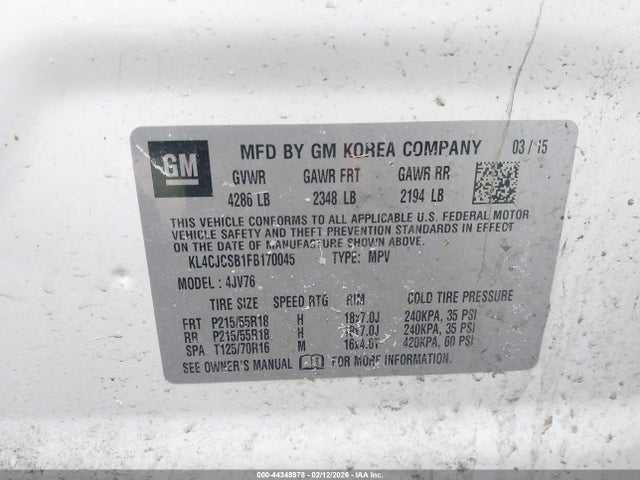 GM
MFD BY GM KOREA COMPANY 03 / 15
GVWR GAWR FRT GAWR RR
4286 LB 2348 LB 2194 LB
THIS VEHICLE CONFORMS TO ALL APPLICABLE U.S. FEDERAL MOTOR
VEHICLE SAFETY AND THEFT PREVENTION STANDARDS IN EFFECT
ON THE DATE OF MANUFACTURE SHOWN ABOVE.
KL4CJCSB1FB170045 TYPE: MPV
MODEL : 4JV76
TIRE SIZE SPEED RTG RIM COLD TIRE PRESSURE
FRT P215/55R18 H 18x7.0J 240KPA, 35 PSI
RR P215/55R18 H 18x7.0J 240KPA, 35 PSI
SPA T125/70R16 M 16x4.0T 420KPA, 60 PSI
SEE OWNER'S MANUAL FOR MORE INFORMATION.
000-44348978 - 02/12/2026 - IAA Inc.